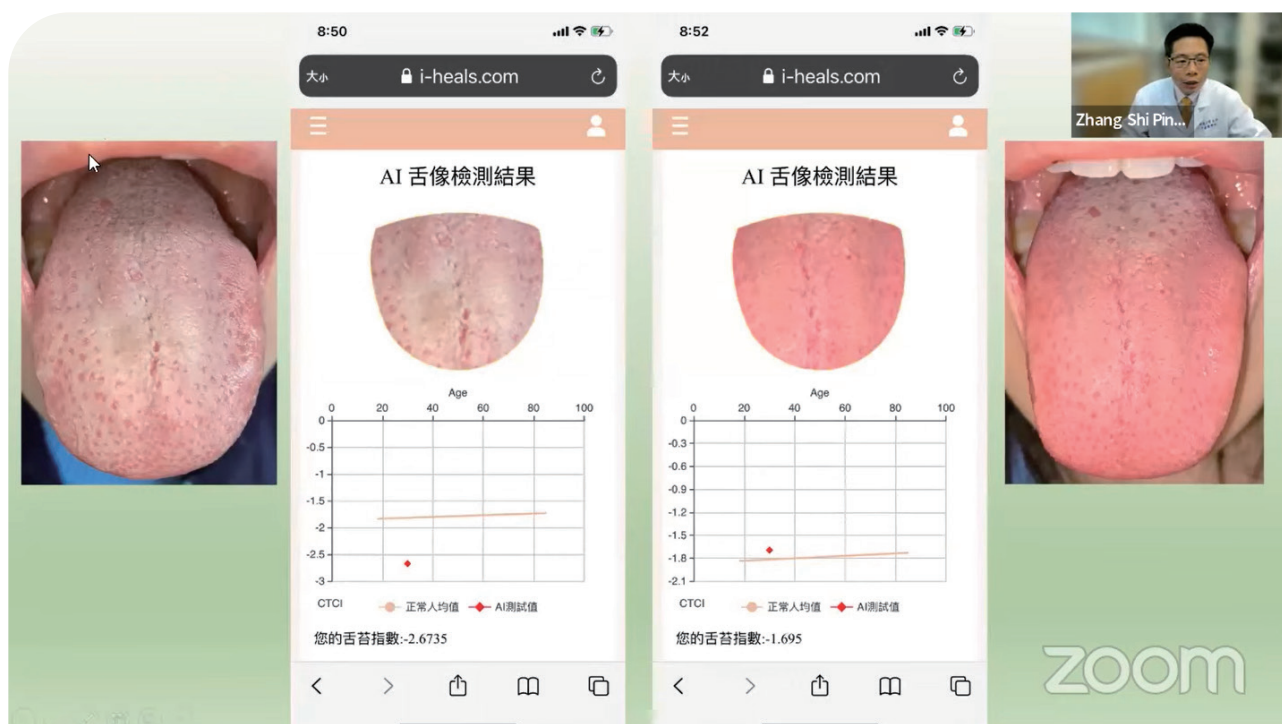 8:50
大小 i-heals.com
AI 舌像檢測結果
Age
0 20 40 60 80 100
0
-0.5
-1
-1.5
-2
-2.5
-3
CTCI 正常人均值 AI測試值
您的舌苔指數:-2.6735
8:52
大小 i-heals.com
AI 舌像檢測結果
Age
0 20 40 60 80 100
0
-0.3
-0.6
-0.9
-1.2
-1.5
-1.8
-2.1
CTCI 正常人均值 AI測試值
您的舌苔指數:-1.695
Zhang Shi Pin...
zoom